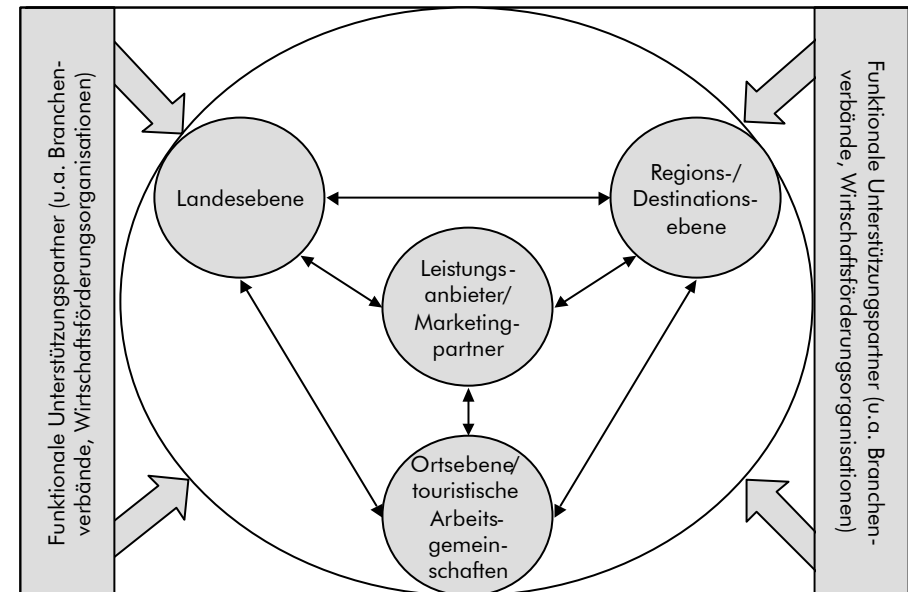 Funktionale Unterstützungspartner (u.a. Branchen-
verbände, Wirtschaftsförderungsorganisationen)
Landesebene
Regions-/
Destinations-
ebene
Leistungs-
anbieter/
Marketing-
partner
Ortsebene/
touristische
Arbeits-
gemein-
schaften
Funktionale Unterstützungspartner (u.a. Branchen-
verbände, Wirtschaftsförderungsorganisationen)